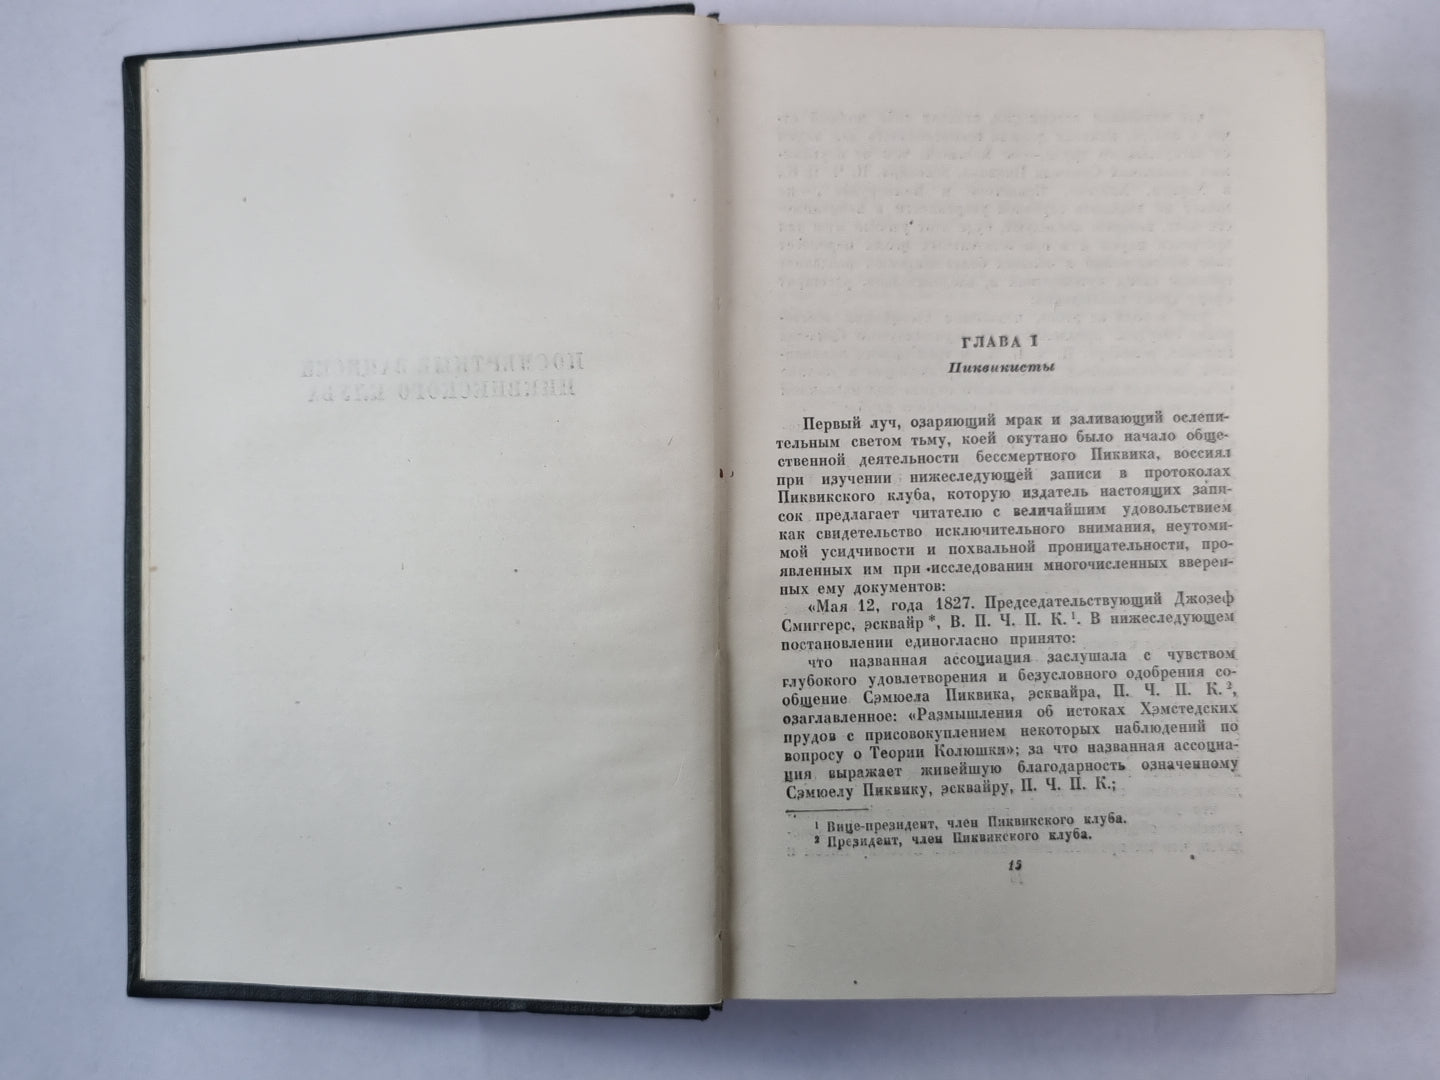 ГЛАВА I
Пиквикисты
Первый луч, озаряющий мрак и заливающий ослепи-
тельным светом тьму, коей окутано было начало обще-
ственной деятельности бессмертного Пиквика, воссиял
при изучении нижеследующей записи в протоколах
Пиквикского клуба, которую издатель настоящих запи-
сок предлагает читателю с величайшим удовольствием
как свидетельство исключительного внимания, неутоми-
мой усидчивости и похвальной проницательности, про-
явленных им при исследовании многочисленных вверен-
ных ему документов:
«Мая 12, года 1827. Председательствующий Джозеф
Смиггерс, эсквайр *, В. П. Ч. П. К.¹. В нижеследующем
постановлении единогласно принято:
что названная ассоциация заслушала с чувством
глубокого удовлетворения и безусловного одобрения со-
общение Сэмюела Пиквика, эсквайра, П. Ч. П. К.²,
озаглавленное: «Размышления об истоках Хэмстедских
прудов с присовокуплением некоторых наблюдений по
вопросу о Теории Колюшки»; за что названная ассоциа-
ция выражает живейшую благодарность означенному
Сэмюелу Пиквику, эсквайру, П. Ч. П. К.;
¹ Вице-президент, член Пиквикского клуба.
² Президент, член Пиквикского клуба.
15
ПОСМЕРТНЫЕ ЗАПИСКИ
ПИКВИКСКОГО КЛУБА